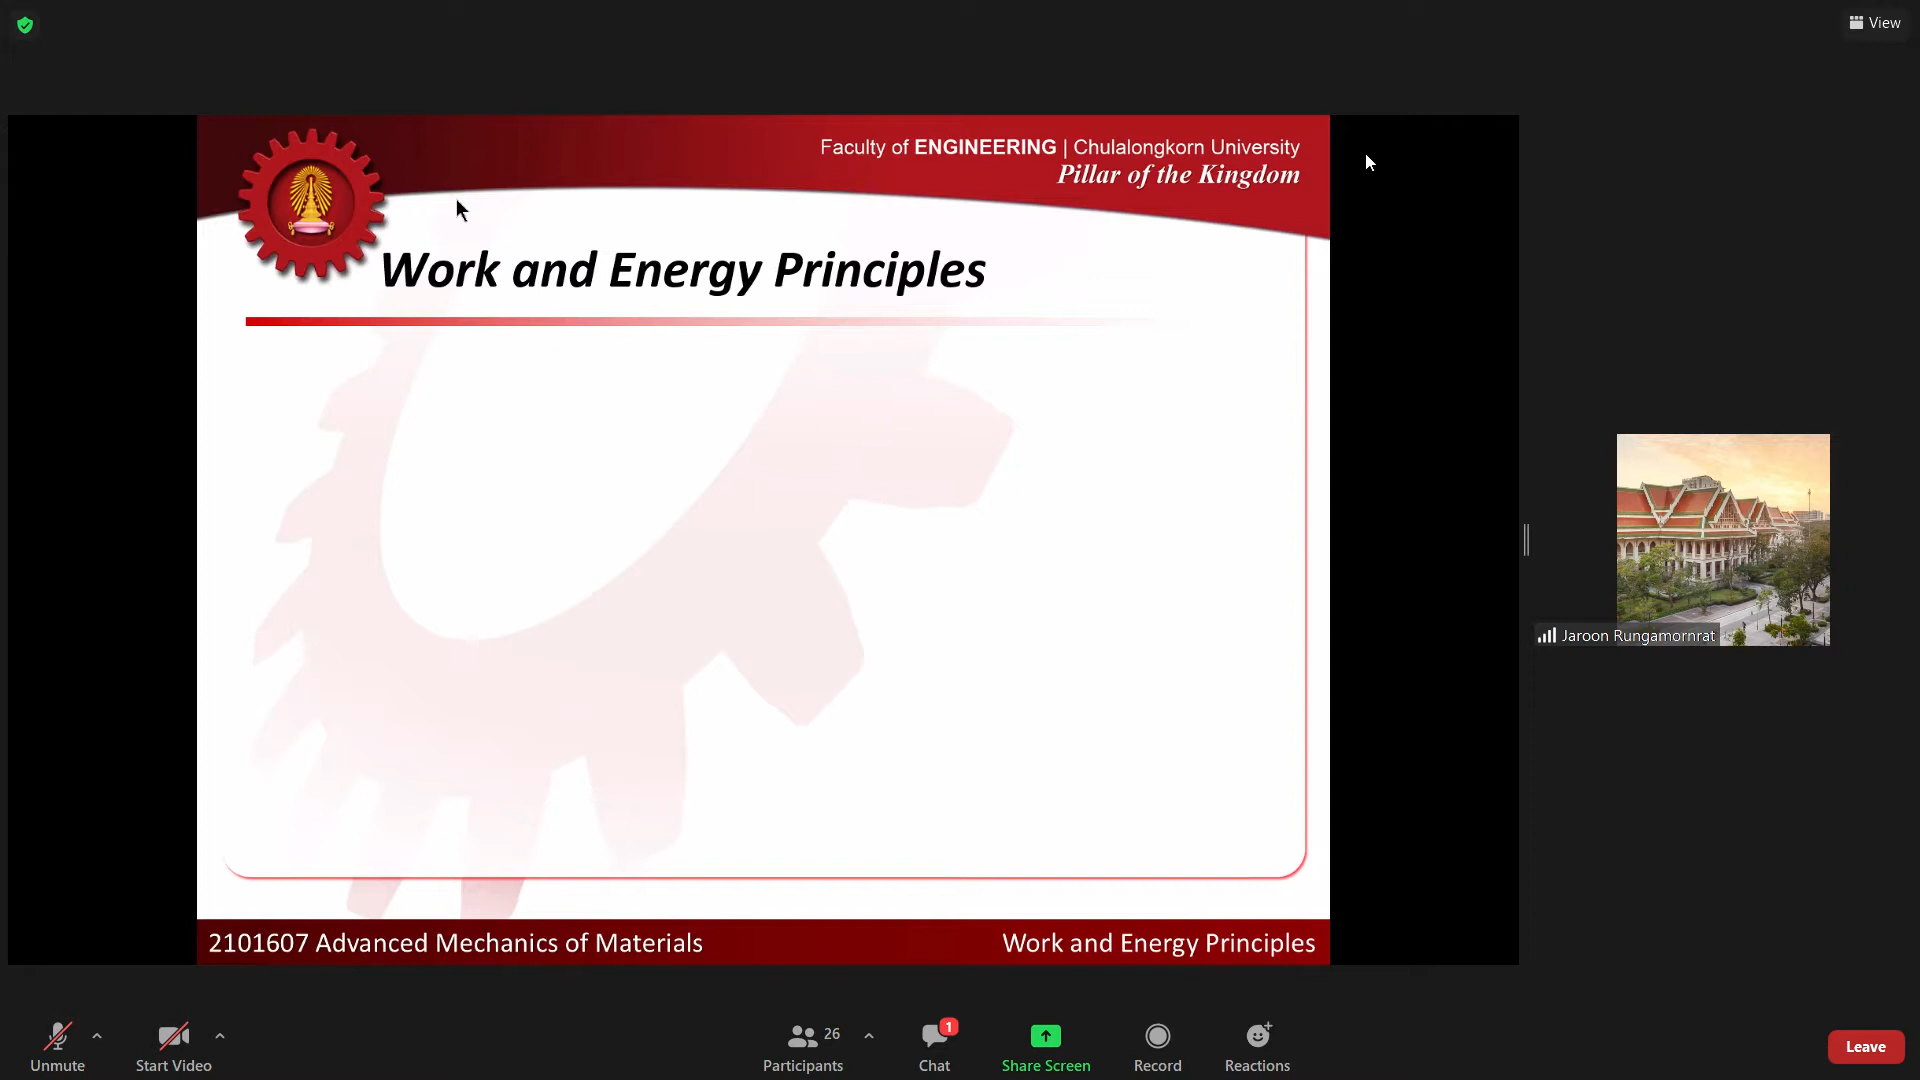 View
Faculty of ENGINEERING | Chulalongkorn University
Pillar of the Kingdom
Work and Energy Principles
Jaroon Rungamornrat
2101607 Advanced Mechanics of Materials
Work and Energy Principles
26
1
Unmute
Start Video
Participants
Chat
Share Screen
Record
Reactions
Leave